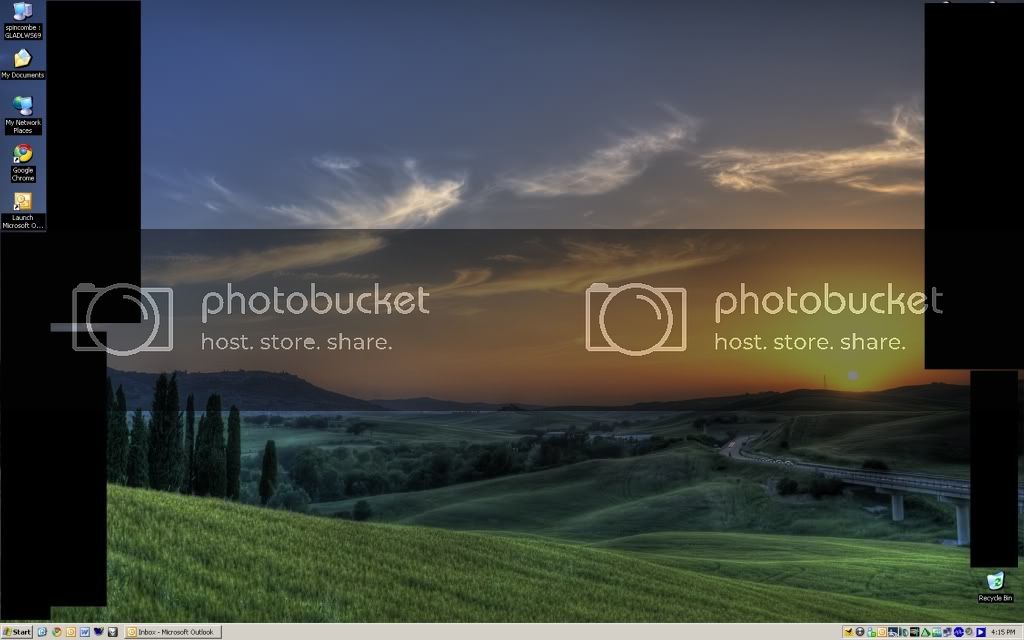 spincombe :
GLADLWS69
My Documents
My Network
Places
Google
Chrome
Launch
Microsoft O...
photobucket
host. store. share.
photobucket
host. store. share.
Recycle Bin
Start
Inbox - Microsoft Outlook
4:15 PM